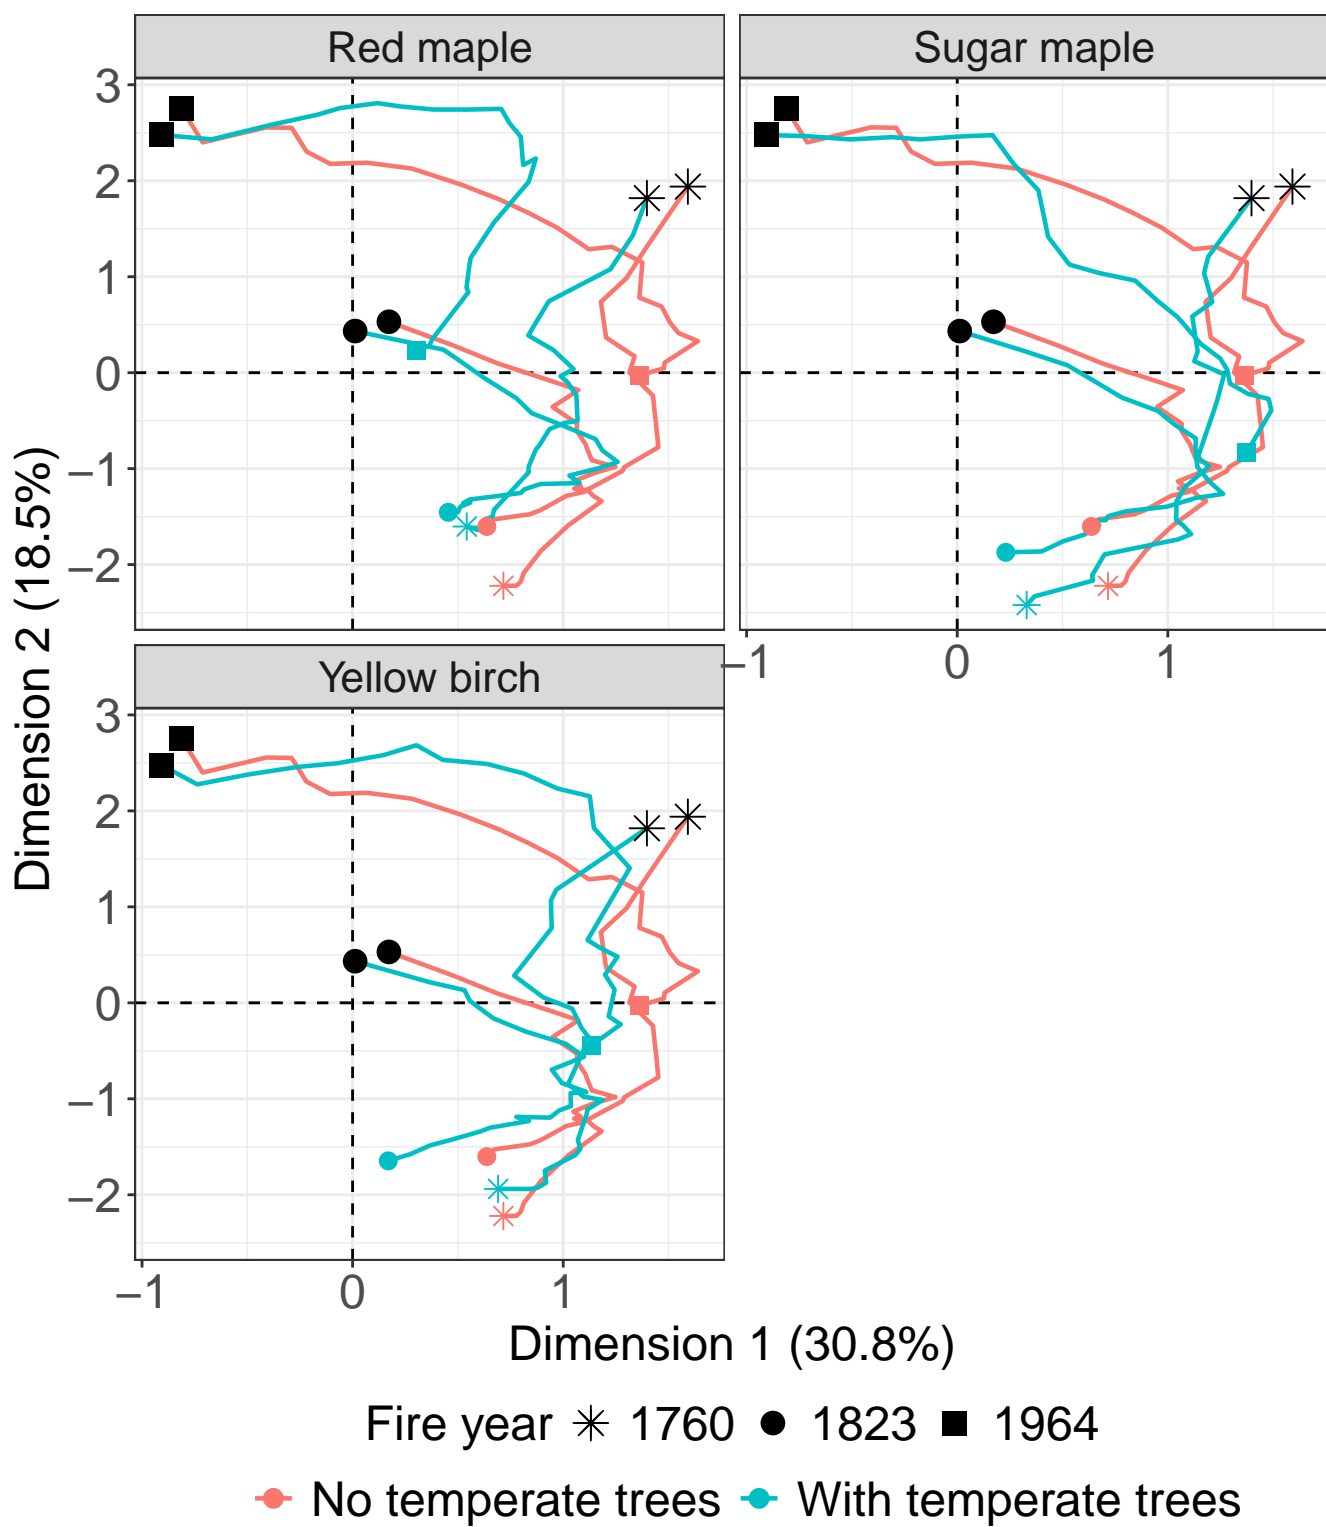 Red maple
Sugar maple
3
2
1
0
−1
−2
−1 0 1
Yellow birch
3
2
1
0
−1
−2
−1 0 1
Dimension 2 (18.5%)
Dimension 1 (30.8%)
Fire year 1760 1823 1964
No temperate trees With temperate trees